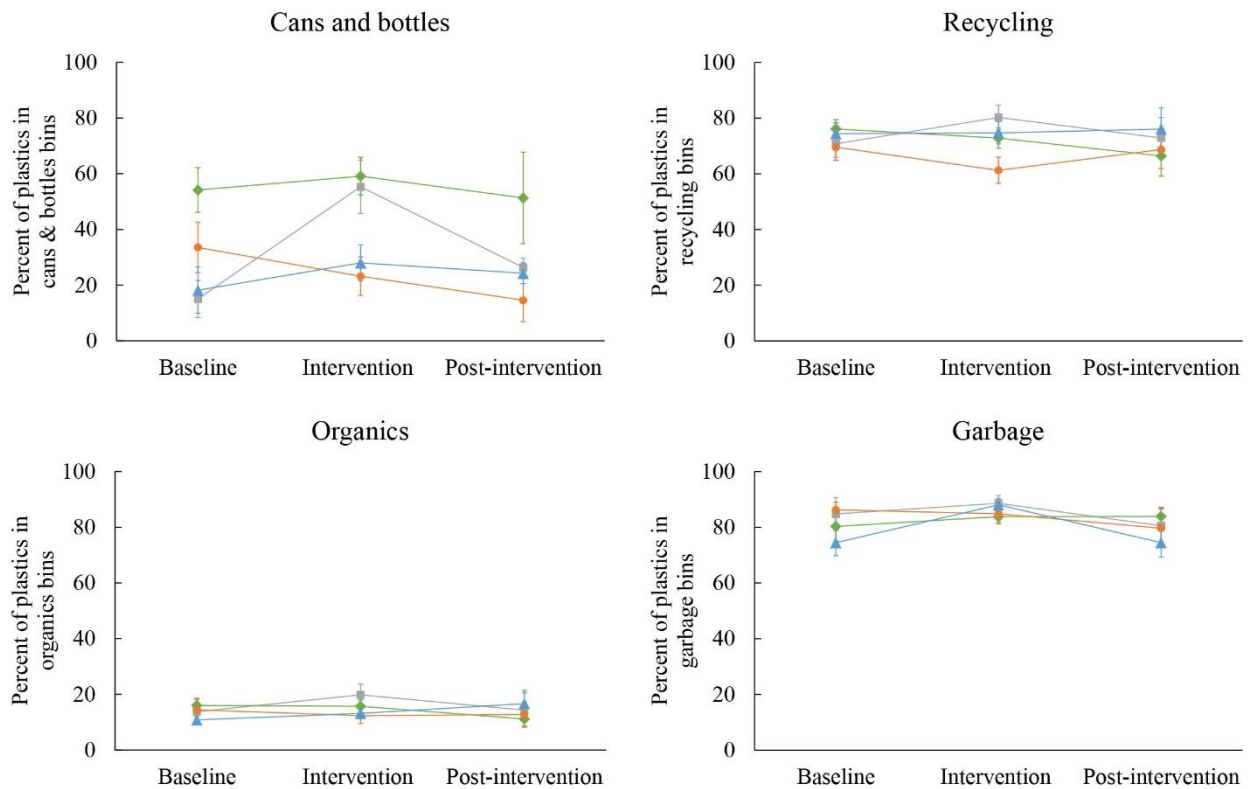 Cans and bottles
Percent of plastics in
cans & bottles bins
100
80
60
40
20
0
Baseline
Intervention
Post-intervention
Recycling
Percent of plastics in
recycling bins
100
80
60
40
20
0
Baseline
Intervention
Post-intervention
Organics
Percent of plastics in
organics bins
100
80
60
40
20
0
Baseline
Intervention
Post-intervention
Garbage
Percent of plastics in
garbage bins
100
80
60
40
20
0
Baseline
Intervention
Post-intervention